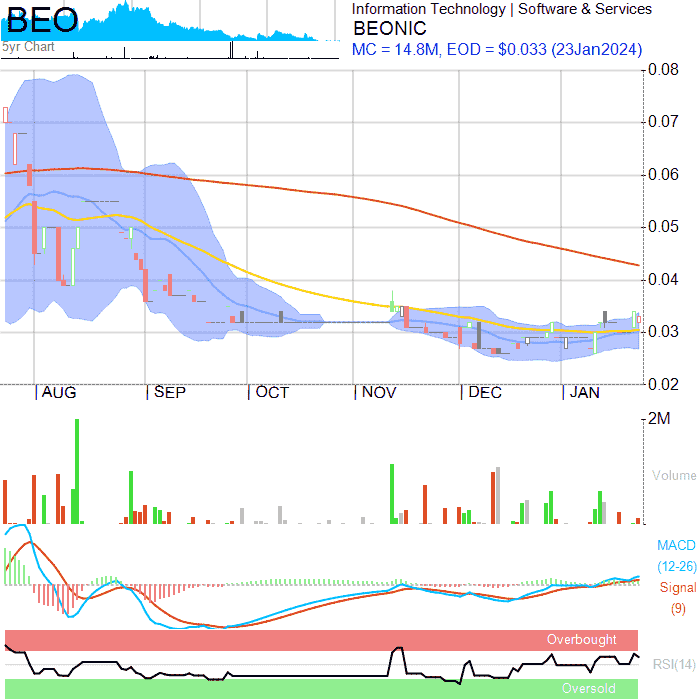 BEO
5yr Chart
Information Technology | Software & Services
BEONIC
MC = 14.8M, EOD = $0.033 (23Jan2024)
0.08
0.07
0.06
0.05
0.04
0.03
0.02
| AUG | SEP | OCT | NOV | DEC | JAN
2M
Volume
MACD
(12-26)
Signal
(9)
Overbought
RSI(14)
Oversold